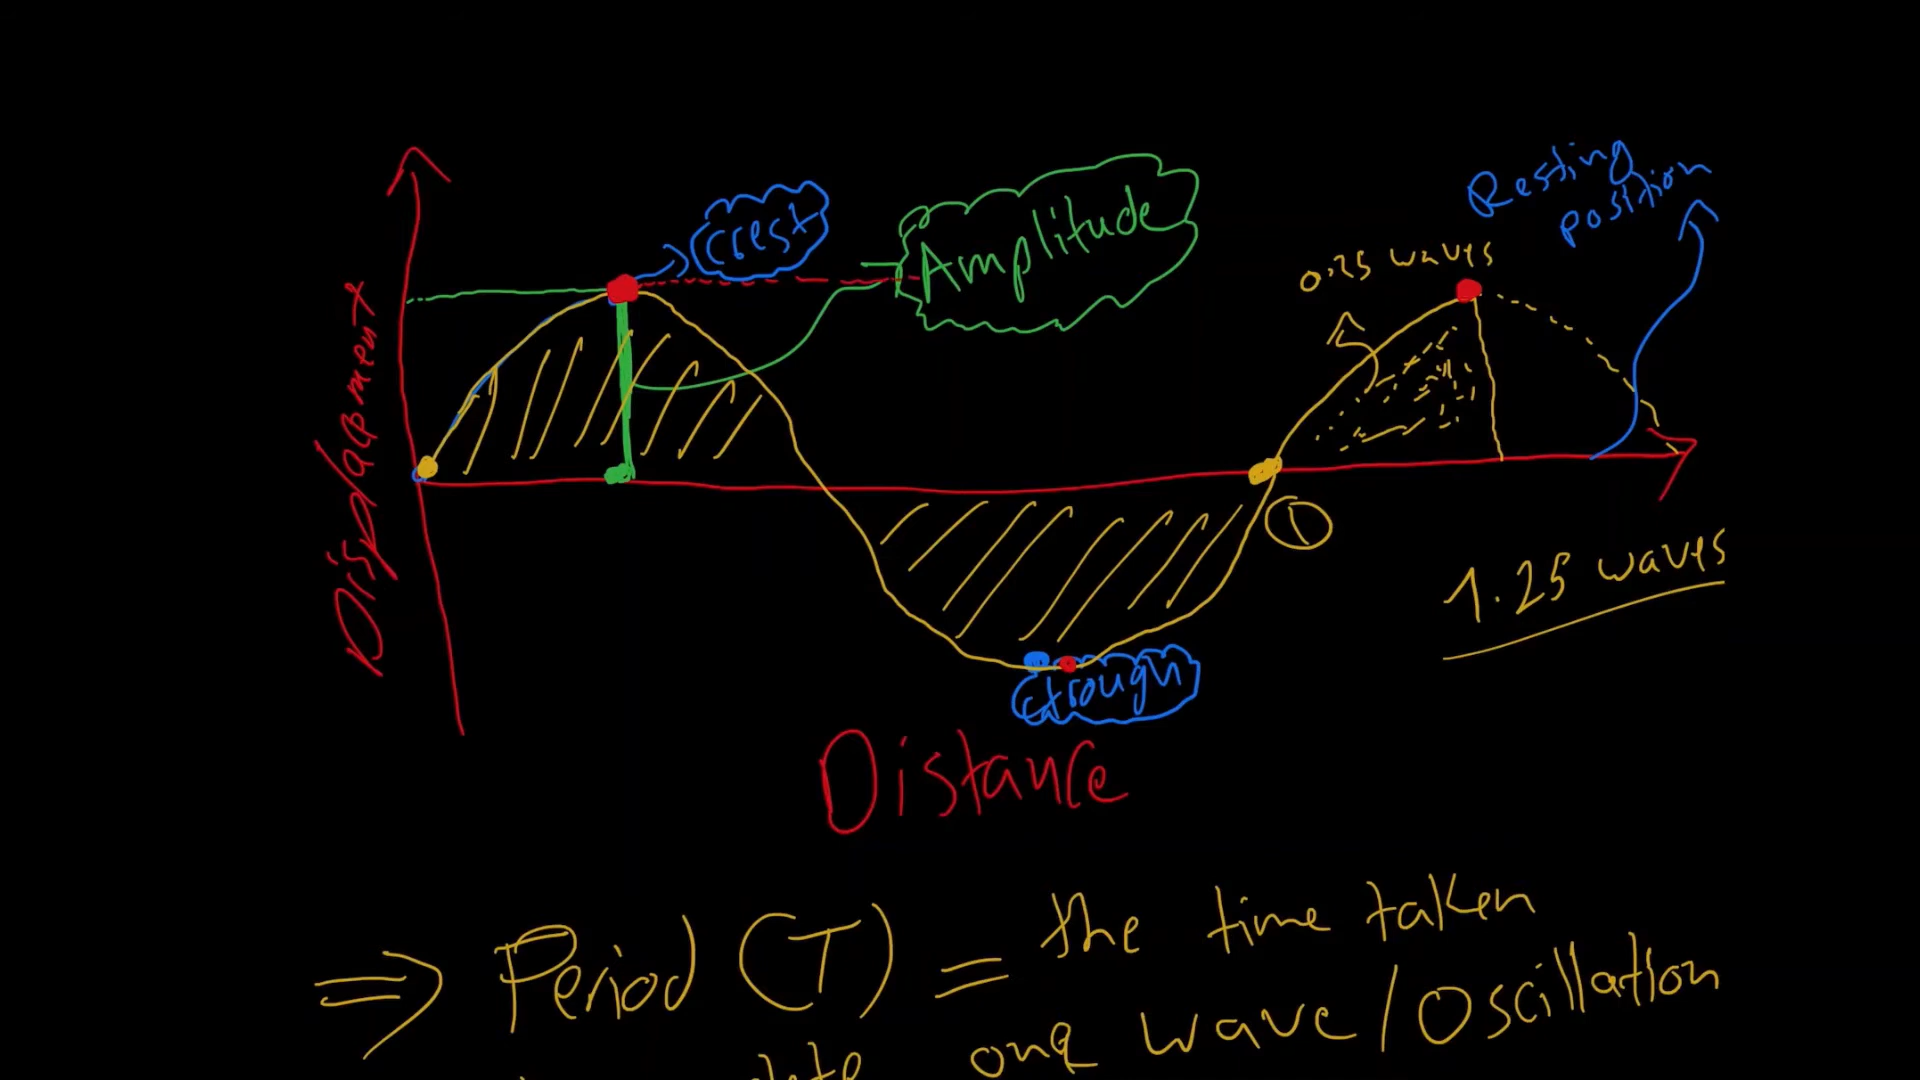 Crest
Amplitude
Resting
position
0.25 waves
Displacement
1
1.25 waves
trough
Distance
⇒ Period (T) = the time taken
one wave/Oscillation